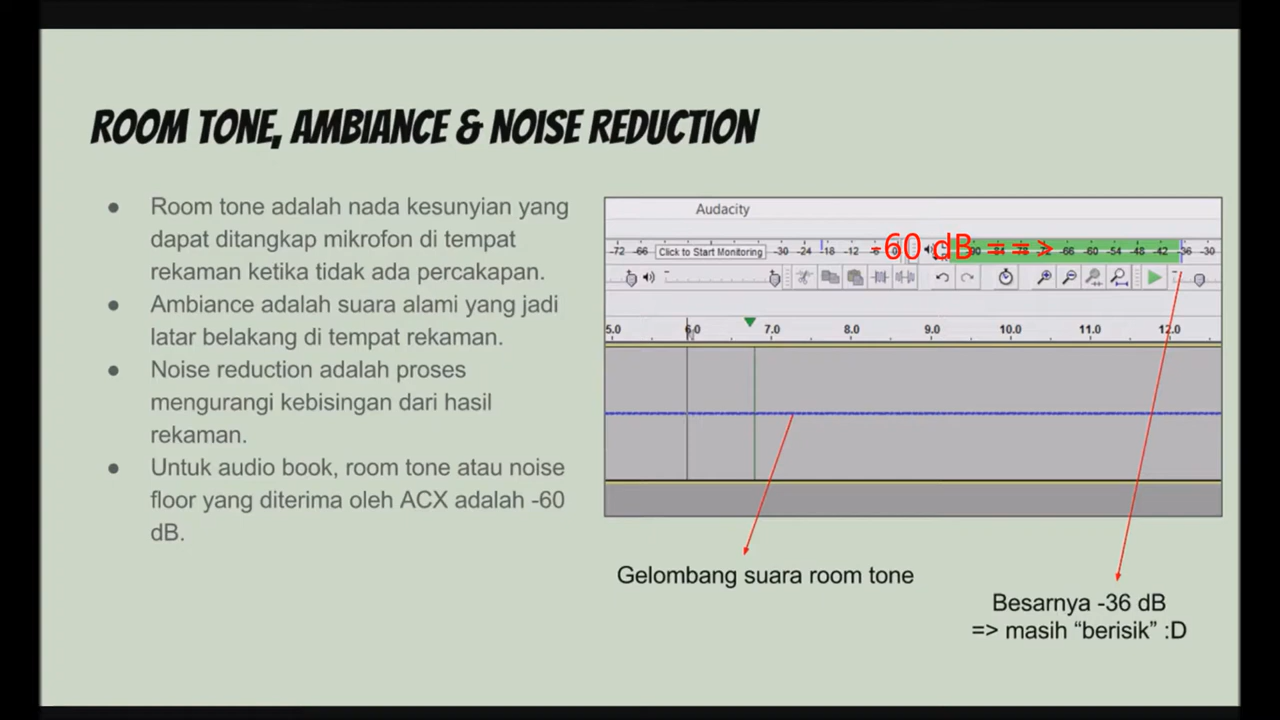 ROOM TONE, AMBIANCE & NOISE REDUCTION
● Room tone adalah nada kesunyian yang
dapat ditangkap mikrofon di tempat
rekaman ketika tidak ada percakapan.
● Ambiance adalah suara alami yang jadi
latar belakang di tempat rekaman.
● Noise reduction adalah proses
mengurangi kebisingan dari hasil
rekaman.
● Untuk audio book, room tone atau noise
floor yang diterima oleh ACX adalah -60
dB.
Audacity
-72 -66 Click to Start Monitoring -30 -24 -18 -12 -84 -72 -66 -60 -54 -48 -42 -36 -30
-60 dB ==>
5.0 6.0 7.0 8.0 9.0 10.0 11.0 12.0
Gelombang suara room tone
Besarnya -36 dB
=> masih “berisik” :D